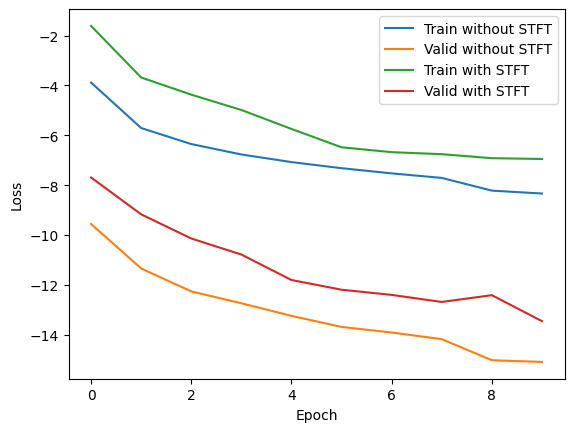 Train without STFT
Valid without STFT
Train with STFT
Valid with STFT
−2
−4
−6
−8
−10
−12
−14
Loss
0 2 4 6 8
Epoch